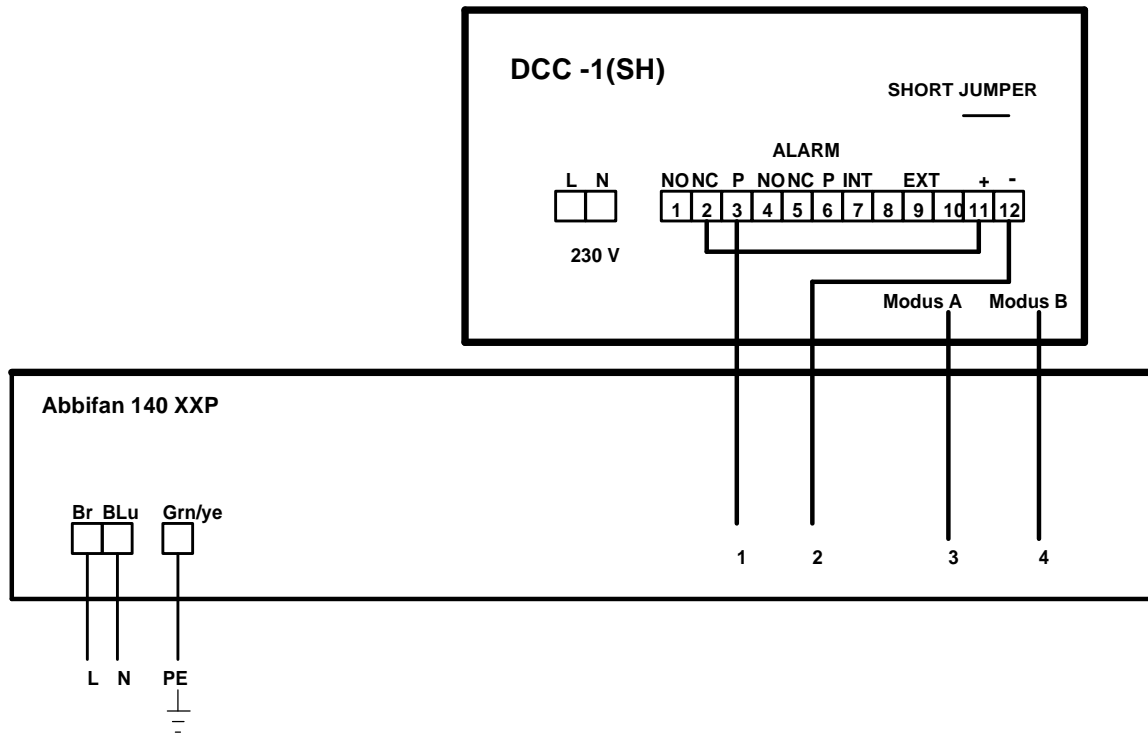 DCC -1(SH)
SHORT JUMPER
ALARM
L N NO NC P NO NC P INT EXT + -
1 2 3 4 5 6 7 8 9 10 11 12
230 V
Modus A Modus B
Abbifan 140 XXP
Br BLu Grn/ye
1 2 3 4
L N PE